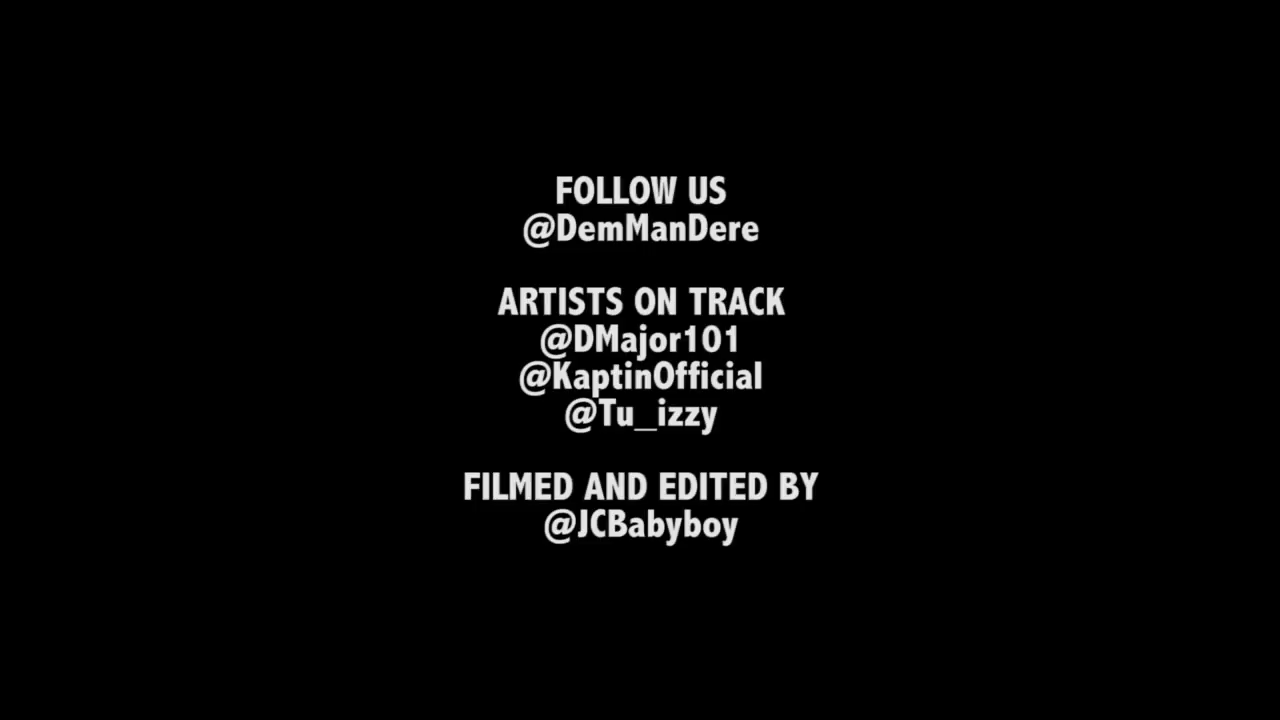 FOLLOW US
@DemManDere
ARTISTS ON TRACK
@DMajor101
@KaptinOfficial
@Tu_izzy
FILMED AND EDITED BY
@JCBabyboy